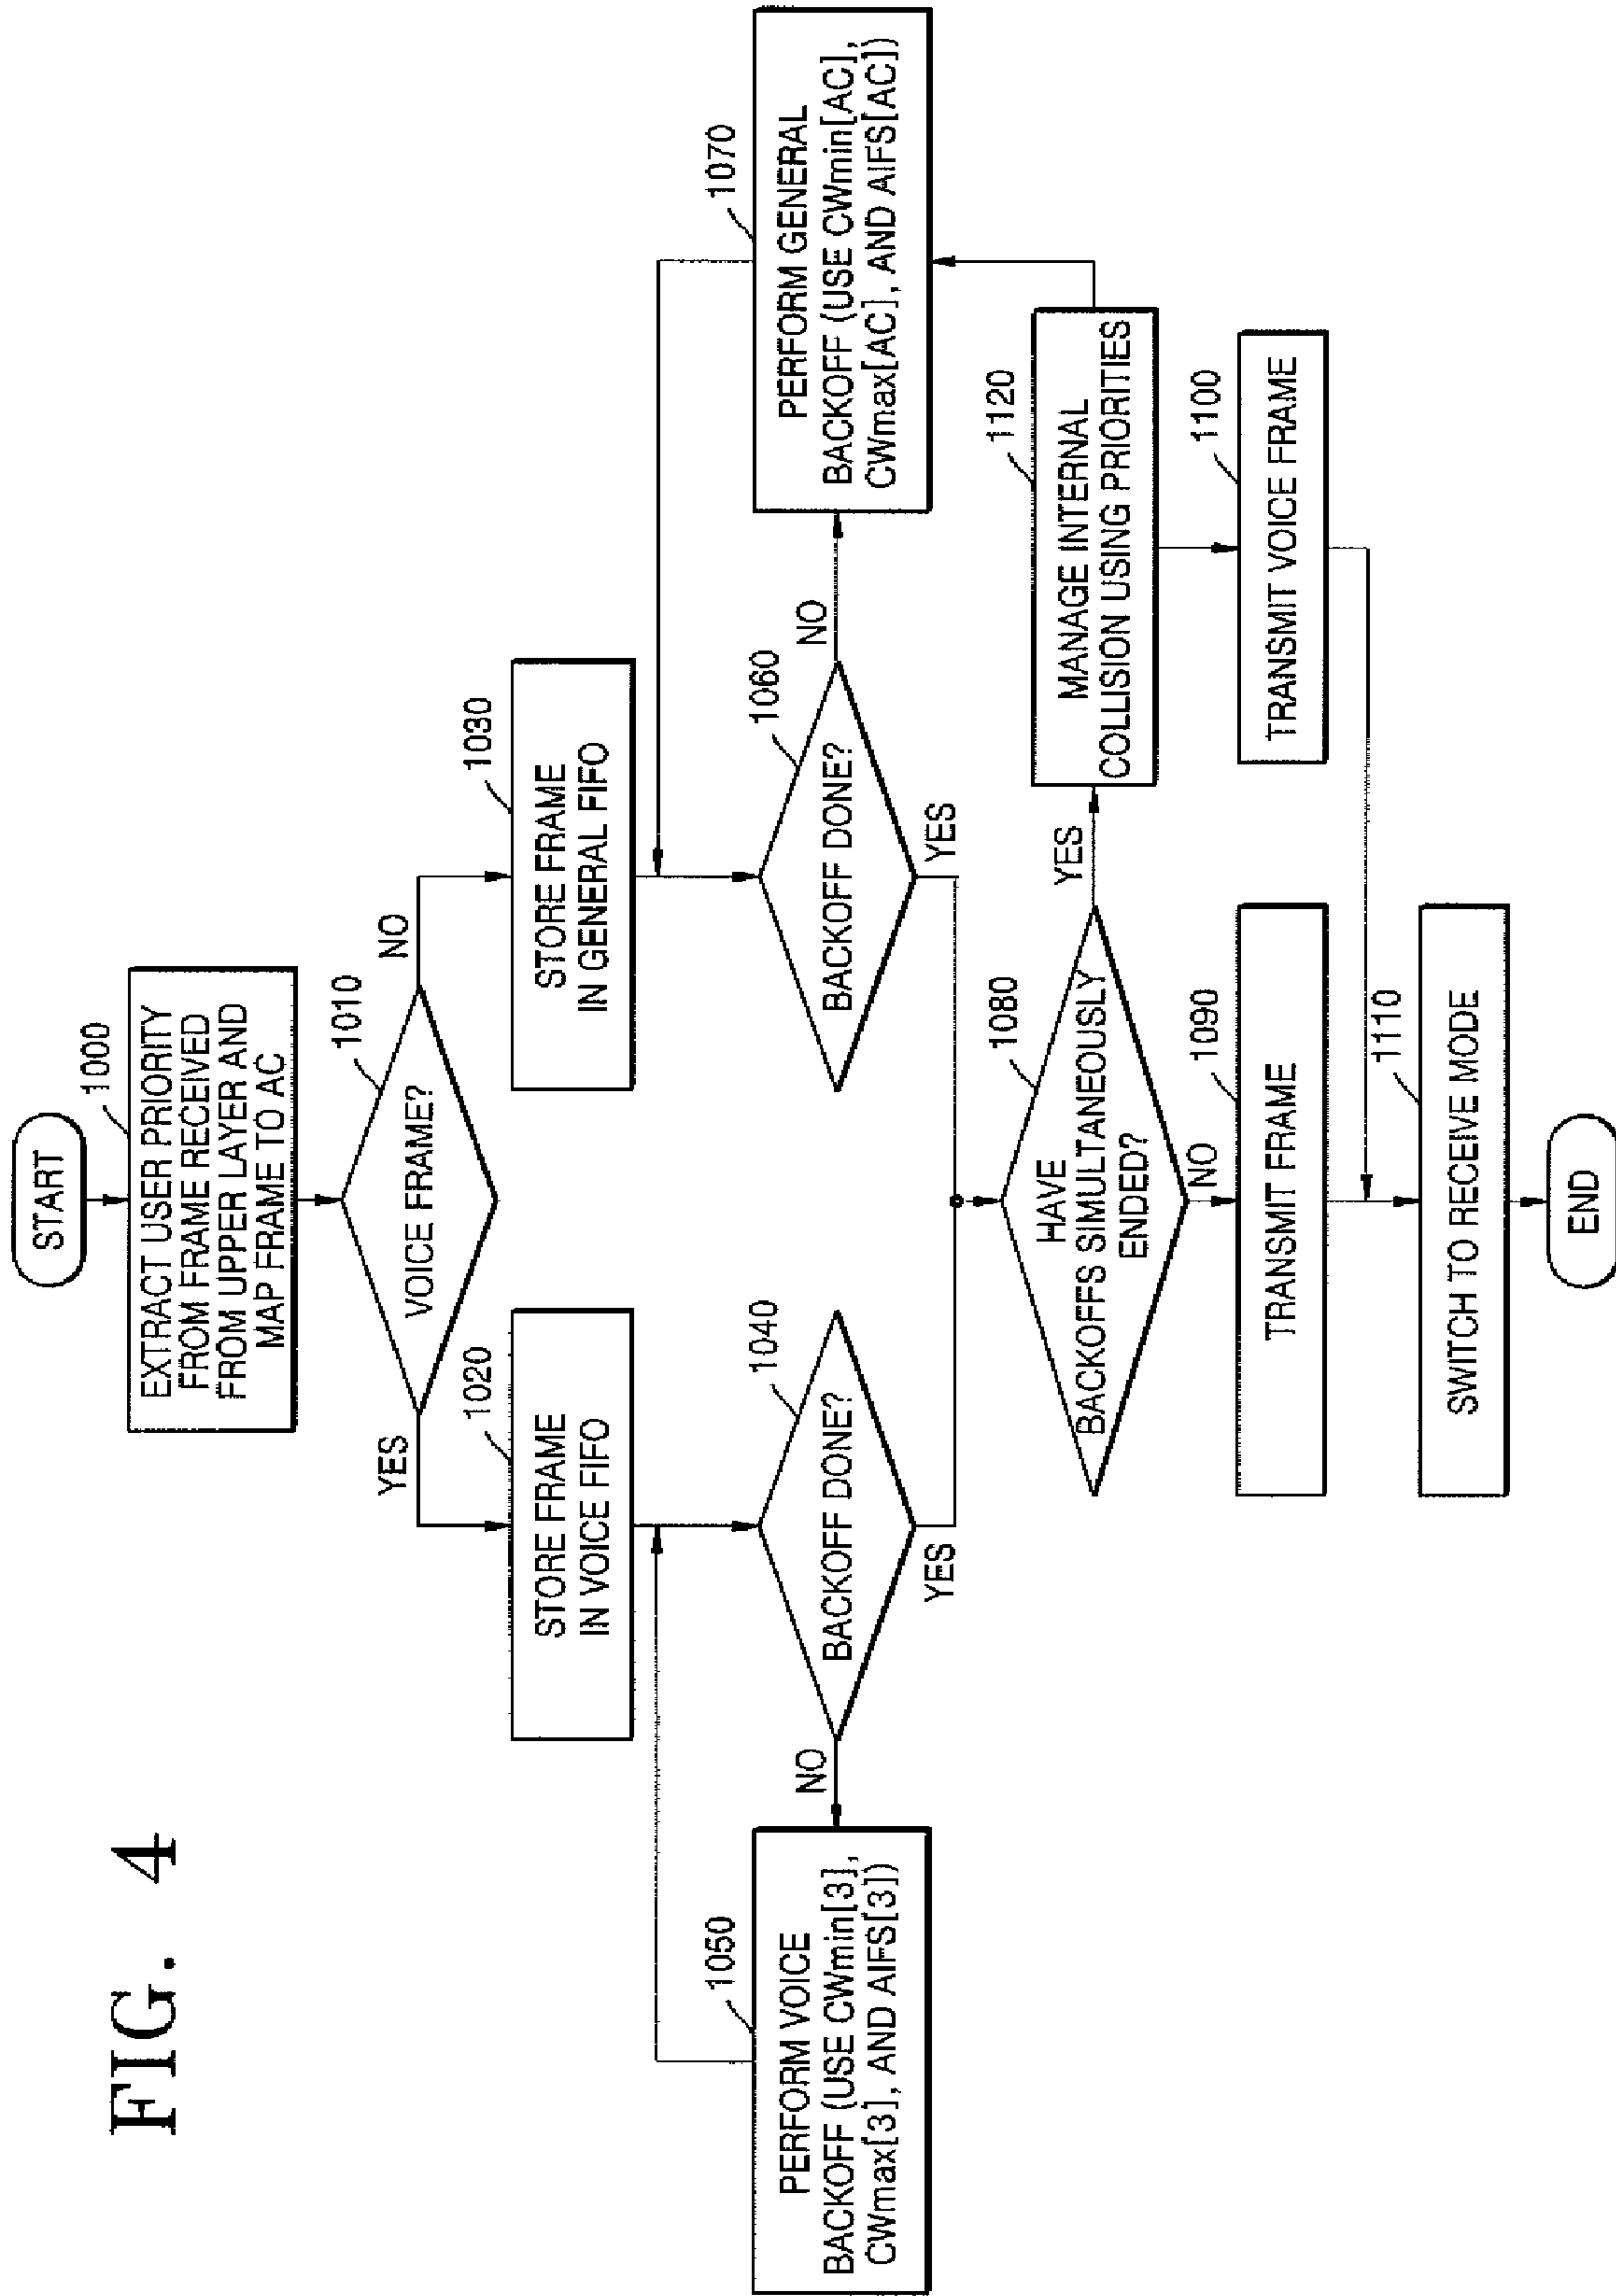 FIG. 4
START
1000
EXTRACT USER PRIORITY
FROM FRAME RECEIVED
FROM UPPER LAYER AND
MAP FRAME TO AC
1010
VOICE FRAME?
YES
NO
1020
STORE FRAME
IN VOICE FIFO
1030
STORE FRAME
IN GENERAL FIFO
1050
PERFORM VOICE
BACKOFF (USE CWmin[3],
CWmax[3], AND AIFS[3])
NO
1040
BACKOFF DONE?
YES
1060
BACKOFF DONE?
NO
YES
1070
PERFORM GENERAL
BACKOFF (USE CWmin[AC],
CWmax[AC], AND AIFS[AC])
1080
HAVE
BACKOFFS SIMULTANEOUSLY
ENDED?
YES
NO
1120
MANAGE INTERNAL
COLLISION USING PRIORITIES
1090
TRANSMIT FRAME
1100
TRANSMIT VOICE FRAME
1110
SWITCH TO RECEIVE MODE
END